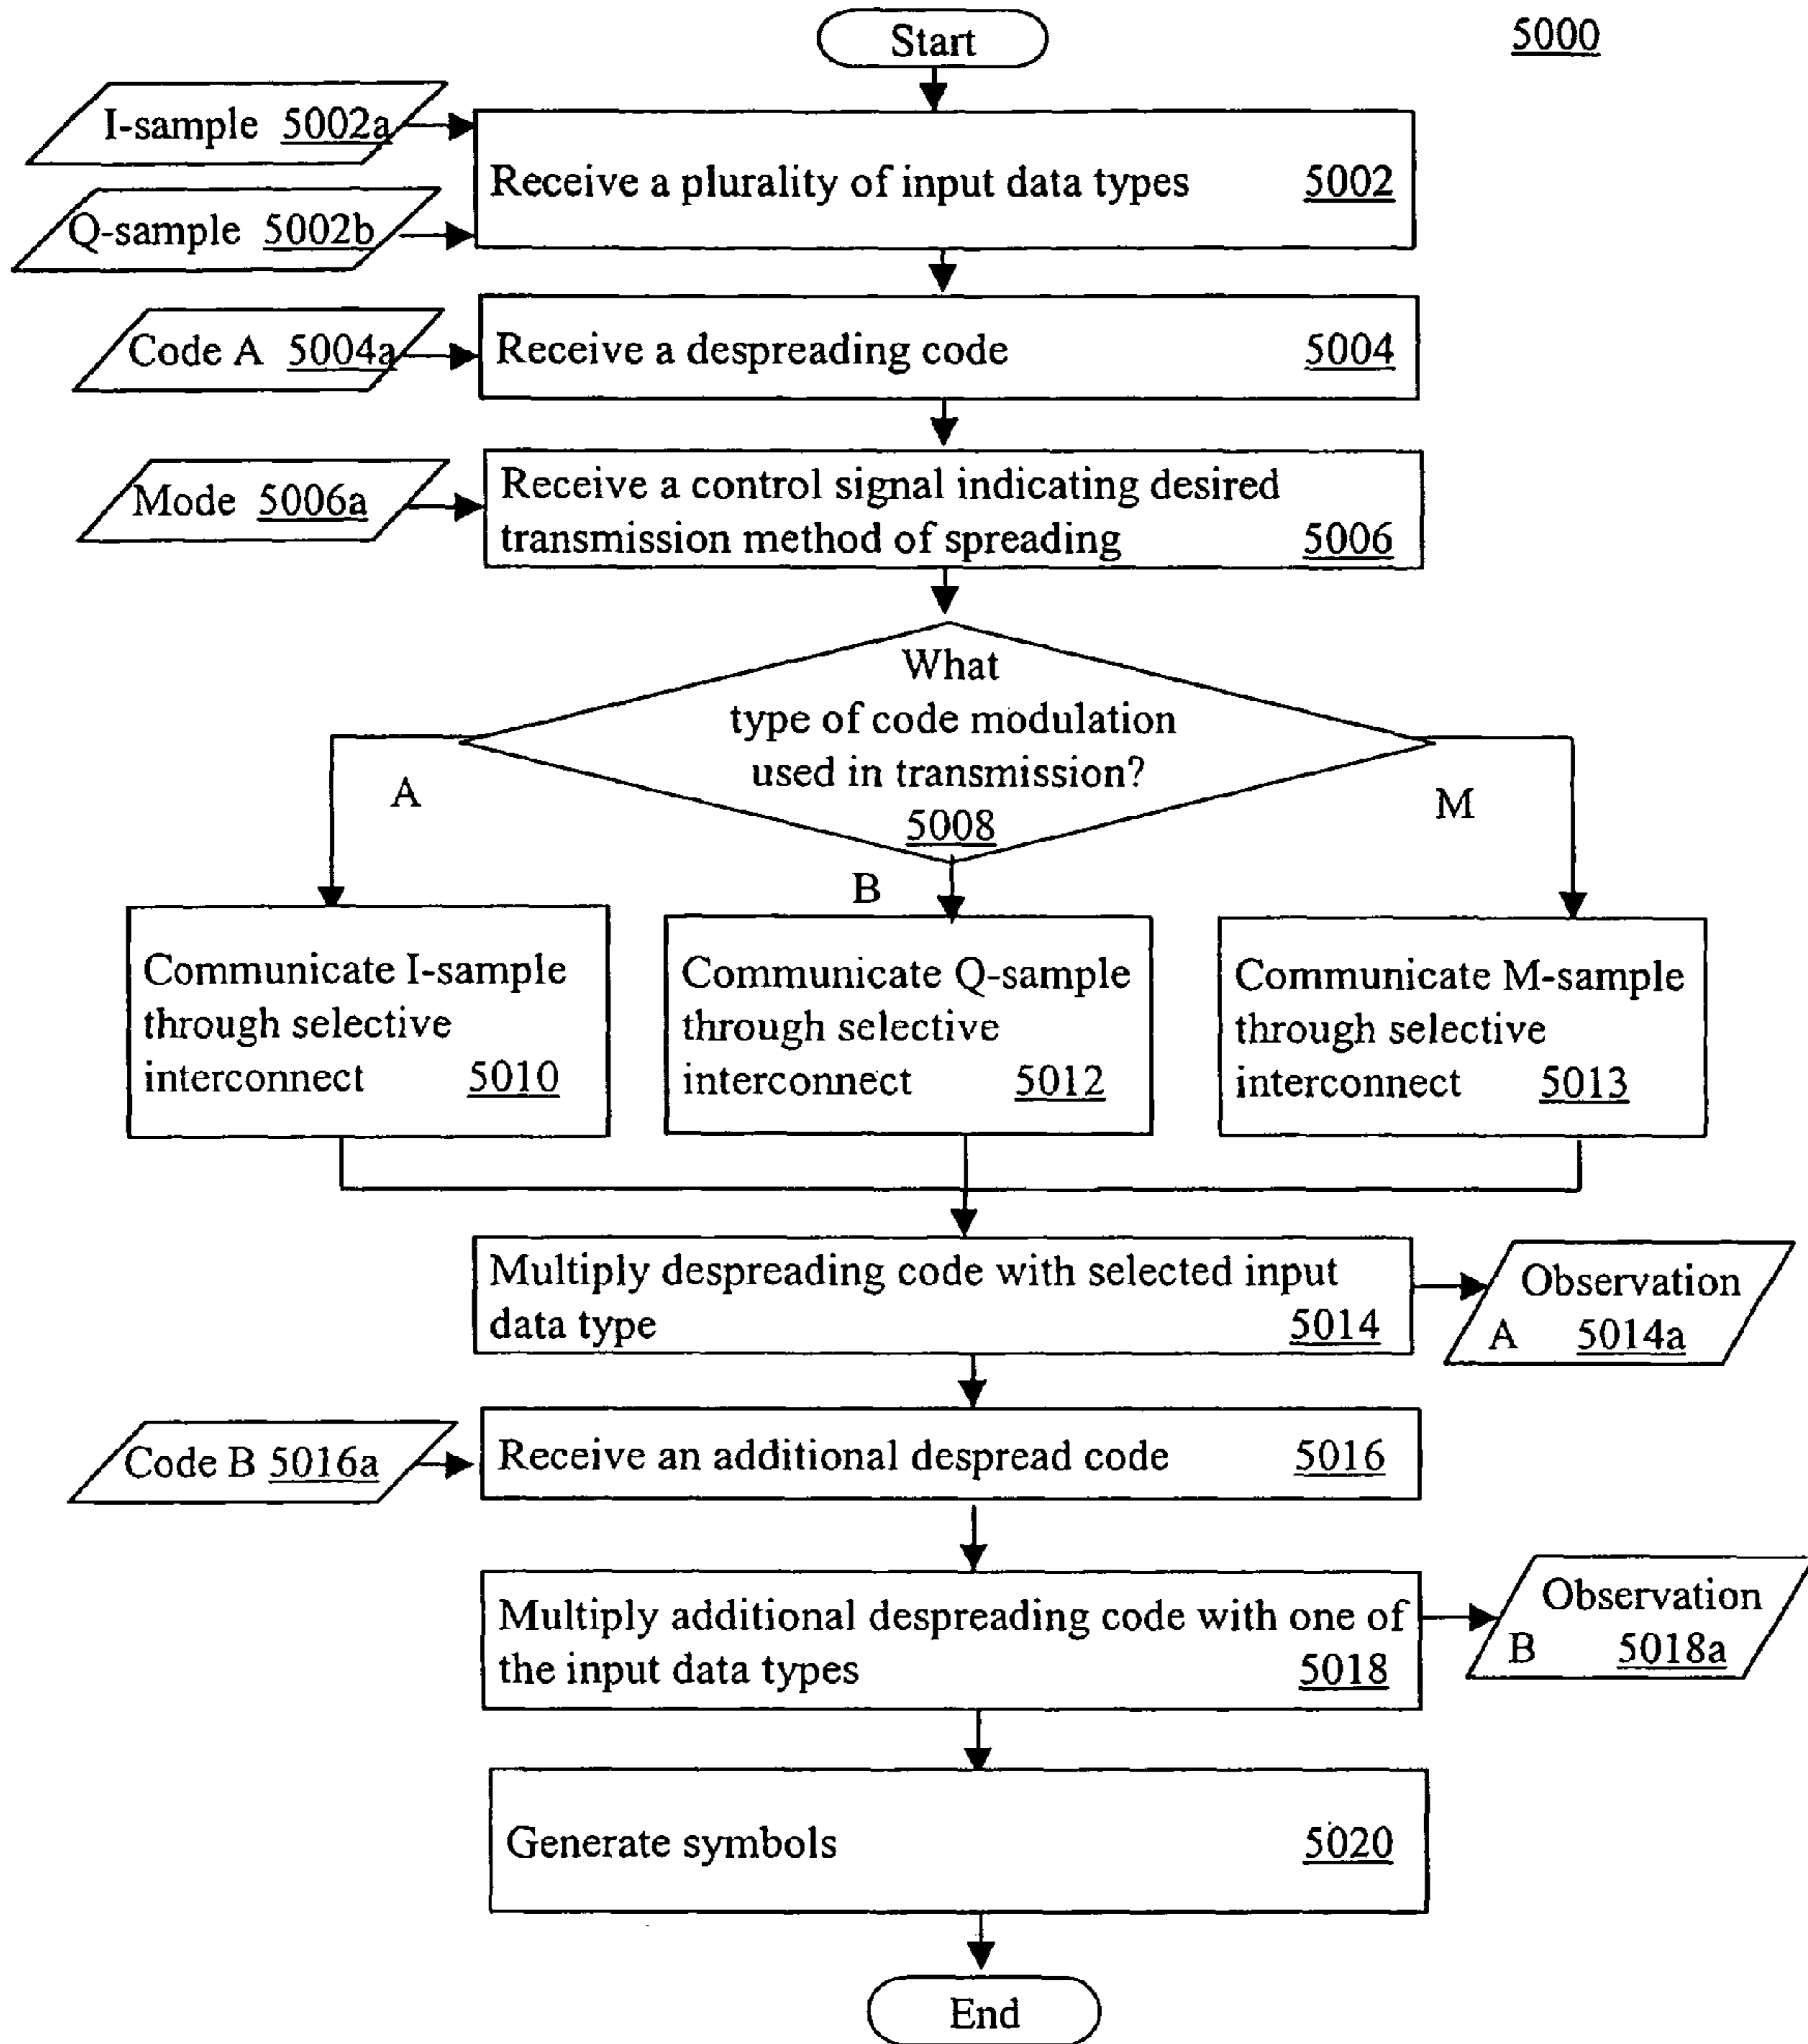 Start
5000
I-sample 5002a
Q-sample 5002b
Receive a plurality of input data types 5002
Code A 5004a
Receive a despreading code 5004
Mode 5006a
Receive a control signal indicating desired
transmission method of spreading 5006
What
type of code modulation
used in transmission?
5008
A
B
M
Communicate I-sample
through selective
interconnect 5010
Communicate Q-sample
through selective
interconnect 5012
Communicate M-sample
through selective
interconnect 5013
Multiply despreading code with selected input
data type 5014
Observation
A 5014a
Code B 5016a
Receive an additional despread code 5016
Multiply additional despreading code with one of
the input data types 5018
Observation
B 5018a
Generate symbols 5020
End